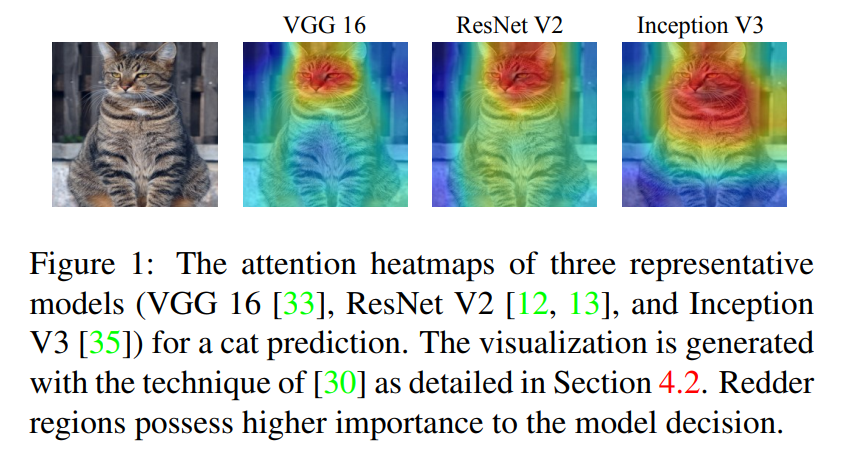 VGG 16 ResNet V2 Inception V3
Figure 1: The attention heatmaps of three representative
models (VGG 16 [33], ResNet V2 [12, 13], and Inception
V3 [35]) for a cat prediction. The visualization is generated
with the technique of [30] as detailed in Section 4.2. Redder
regions possess higher importance to the model decision.